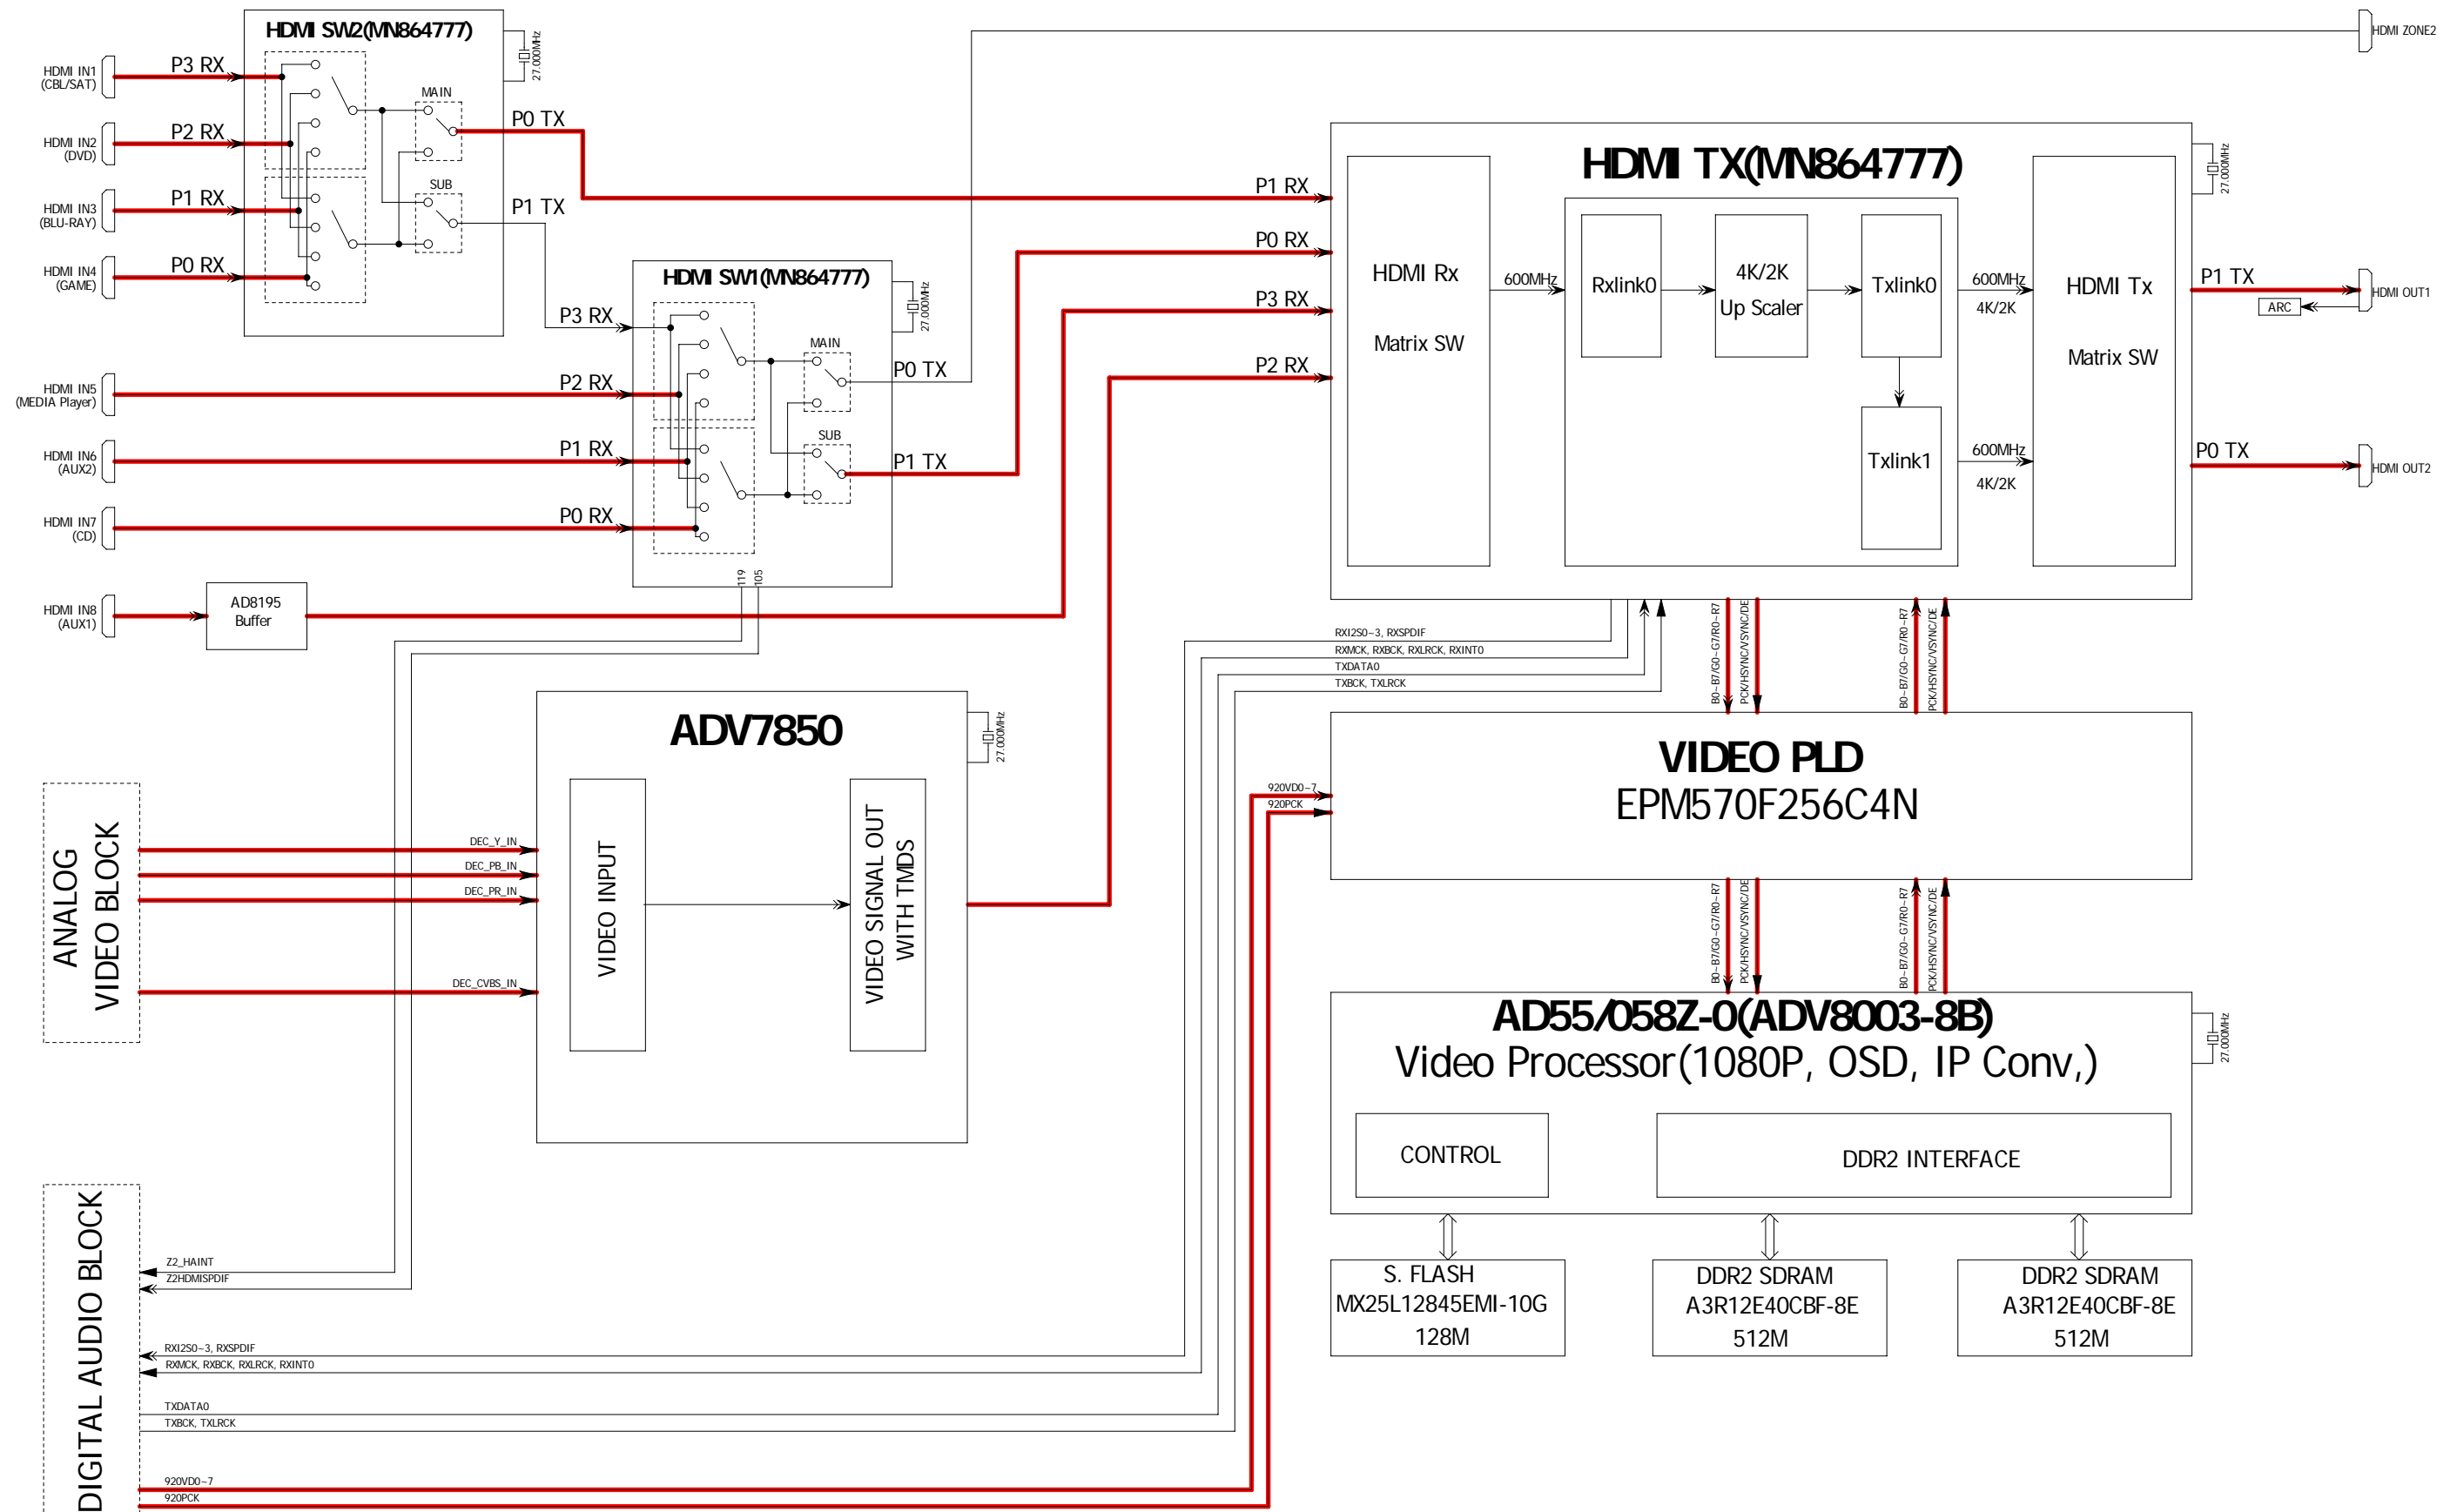 HDMI SW2(MN864777)
27.000MHz
HDMI ZONE2
HDMI IN1
(CBL/SAT)
P3 RX
MAIN
P0 TX
HDMI IN2
(DVD)
P2 RX
SUB
P1 TX
HDMI IN3
(BLU-RAY)
P1 RX
HDMI IN4
(GAME)
P0 RX
HDMI SW1(MN864777)
27.000MHz
P3 RX
MAIN
P0 TX
HDMI IN5
(MEDIA Player)
P2 RX
SUB
P1 TX
HDMI IN6
(AUX2)
P1 RX
HDMI IN7
(CD)
P0 RX
119
105
HDMI IN8
(AUX1)
AD8195
Buffer
HDMI TX(MN864777)
27.000MHz
P1 RX
P0 RX
P3 RX
P2 RX
HDMI Rx
Matrix SW
600MHz
Rxlink0
4K/2K
Up Scaler
Txlink0
600MHz
4K/2K
Txlink1
600MHz
4K/2K
HDMI Tx
Matrix SW
P1 TX
HDMI OUT1
ARC
P0 TX
HDMI OUT2
RXI2S0~3, RXSPDIF
RXMCK, RXBCK, RXLRCK, RXINT0
TXDATA0
TXBCK, TXLRCK
B0~B7/G0~G7/R0~R7
PCK/HSYNC/VSYNC/DE
B0~B7/G0~G7/R0~R7
PCK/HSYNC/VSYNC/DE
ADV7850
27.000MHz
VIDEO INPUT
VIDEO SIGNAL OUT
WITH TMDS
ANALOG
VIDEO BLOCK
DEC_Y_IN
DEC_PB_IN
DEC_PR_IN
DEC_CVBS_IN
920VD0~7
920PCK
VIDEO PLD
EPM570F256C4N
B0~B7/G0~G7/R0~R7
PCK/HSYNC/VSYNC/DE
B0~B7/G0~G7/R0~R7
PCK/HSYNC/VSYNC/DE
AD55/058Z-0(ADV8003-8B)
Video Processor(1080P, OSD, IP Conv,)
27.000MHz
CONTROL
DDR2 INTERFACE
S. FLASH
MX25L12845EMI-10G
128M
DDR2 SDRAM
A3R12E40CBF-8E
512M
DDR2 SDRAM
A3R12E40CBF-8E
512M
DIGITAL AUDIO BLOCK
Z2_HAINT
Z2HDMISPDIF
RXI2S0~3, RXSPDIF
RXMCK, RXBCK, RXLRCK, RXINT0
TXDATA0
TXBCK, TXLRCK
920VD0~7
920PCK